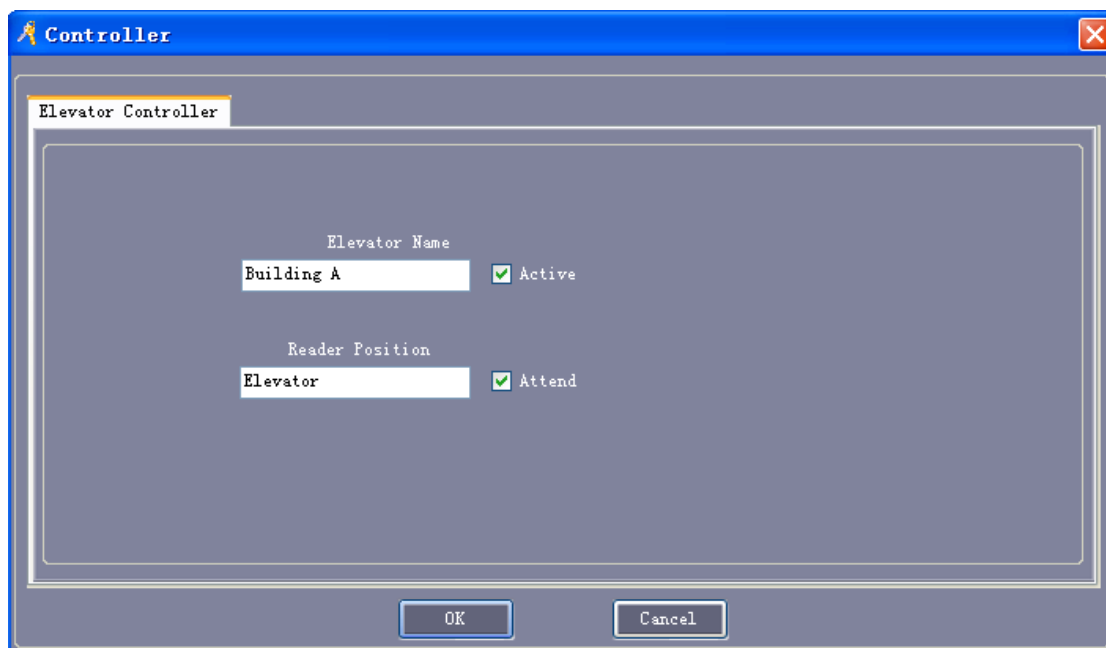 Controller
Elevator Controller
Elevator Name
Building A
Active
Reader Position
Elevator
Attend
OK
Cancel